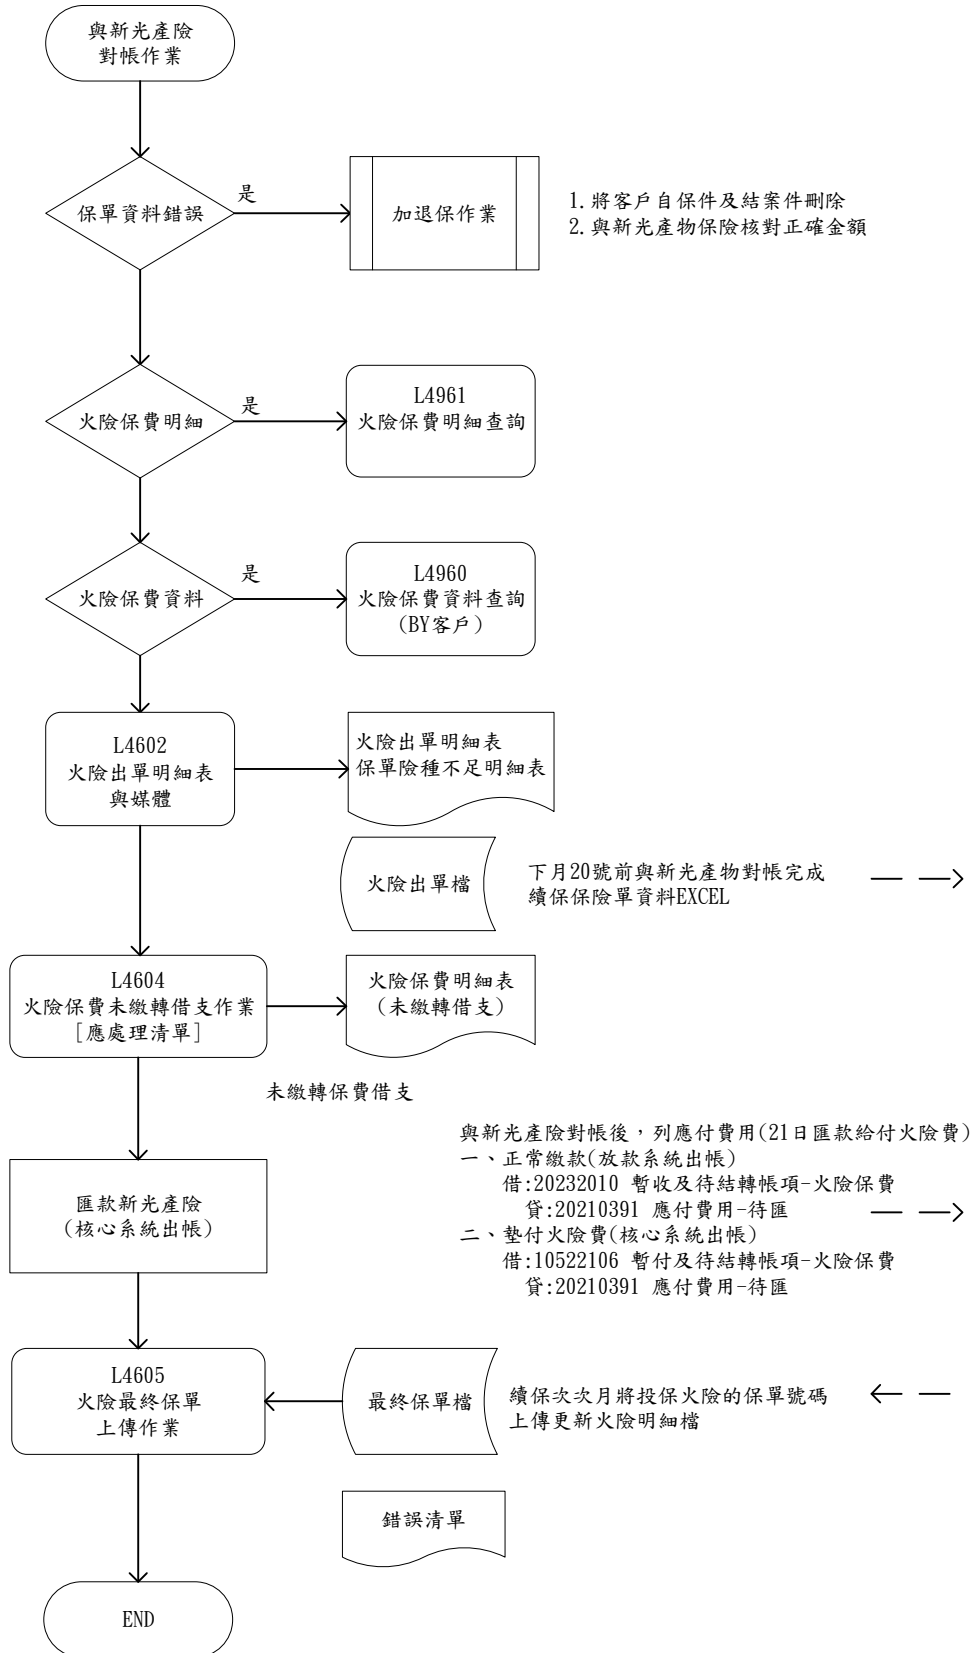 與新光產險
對帳作業
保單資料錯誤
是
加退保作業
1.將客戶自保件及結案件刪除
2.與新光產物保險核對正確金額
火險保費明細
是
L4961
火險保費明細查詢
火險保費資料
是
L4960
火險保費資料查詢
(BY客戶)
L4602
火險出單明細表
與媒體
火險出單明細表
保單險種不足明細表
火險出單檔
下月20號前與新光產物對帳完成
續保保險單資料EXCEL
L4604
火險保費未繳轉借支作業
[應處理清單]
火險保費明細表
(未繳轉借支)
未繳轉保費借支
與新光產險對帳後，列應付費用(21日匯款給付火險費)
一、正常繳款(放款系統出帳)
借:20232010 暫收及待結轉帳項-火險保費
貸:20210391 應付費用-待匯
二、墊付火險費(核心系統出帳)
借:10522106 暫付及待結轉帳項-火險保費
貸:20210391 應付費用-待匯
匯款新光產險
(核心系統出帳)
L4605
火險最終保單
上傳作業
最終保單檔
續保次次月將投保火險的保單號碼
上傳更新火險明細檔
錯誤清單
END